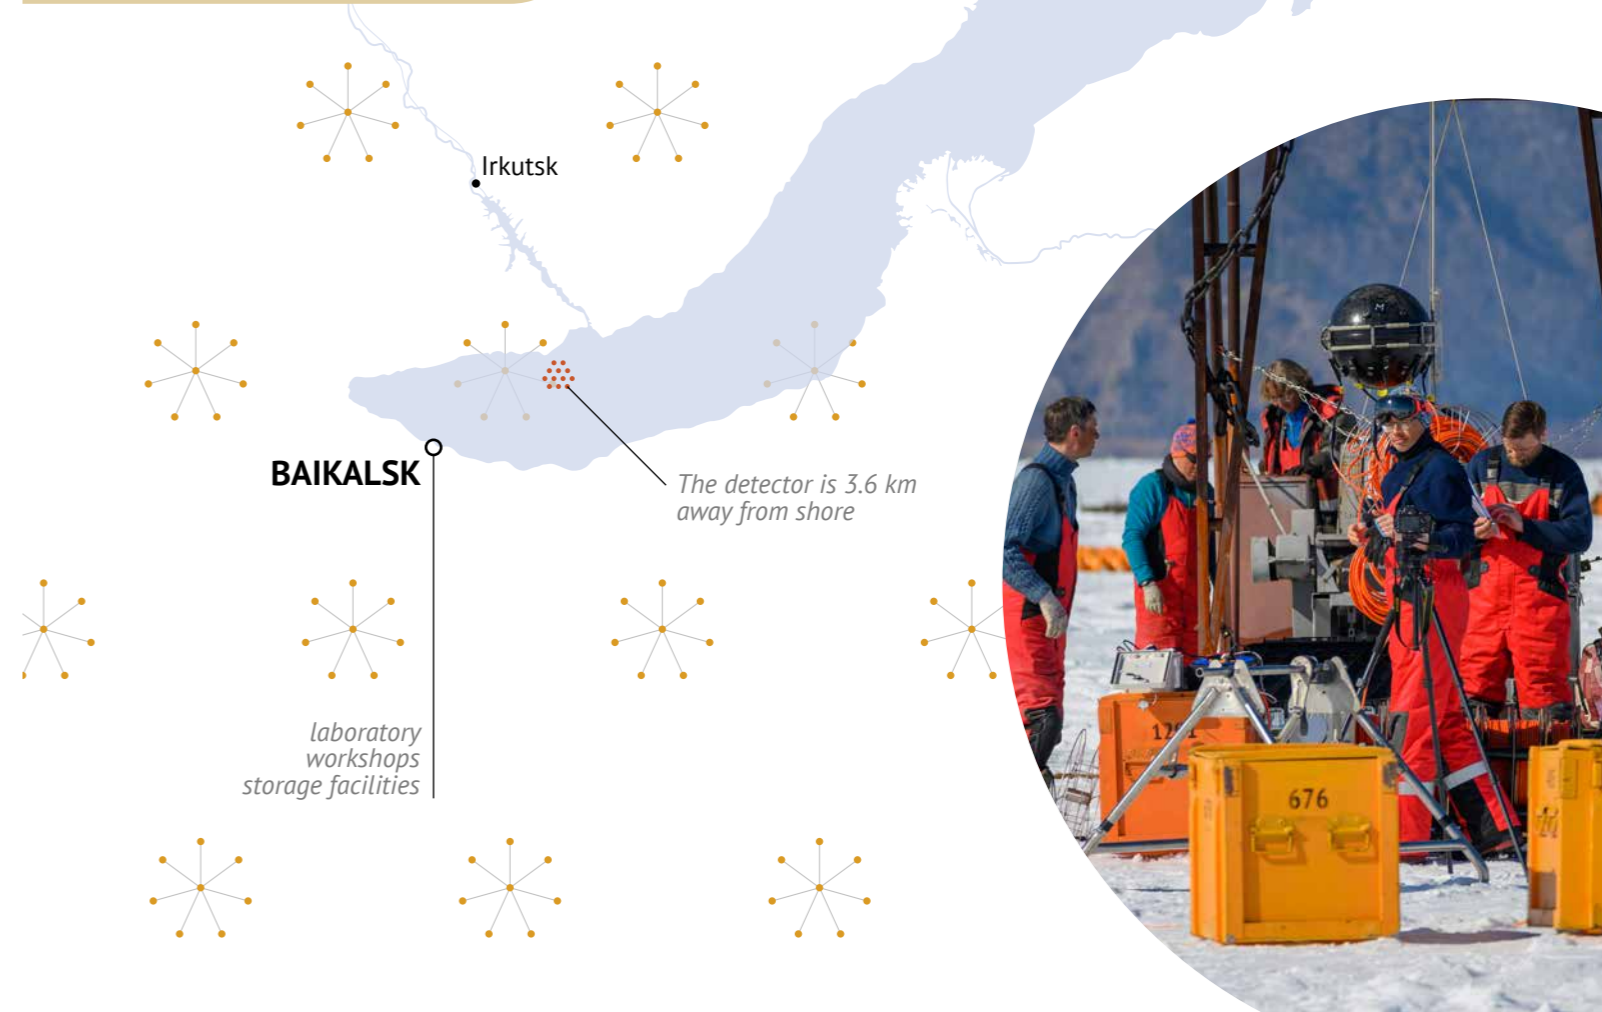 Irkutsk
BAIKALSK
The detector is 3.6 km
away from shore
laboratory
workshops
storage facilities
M
676